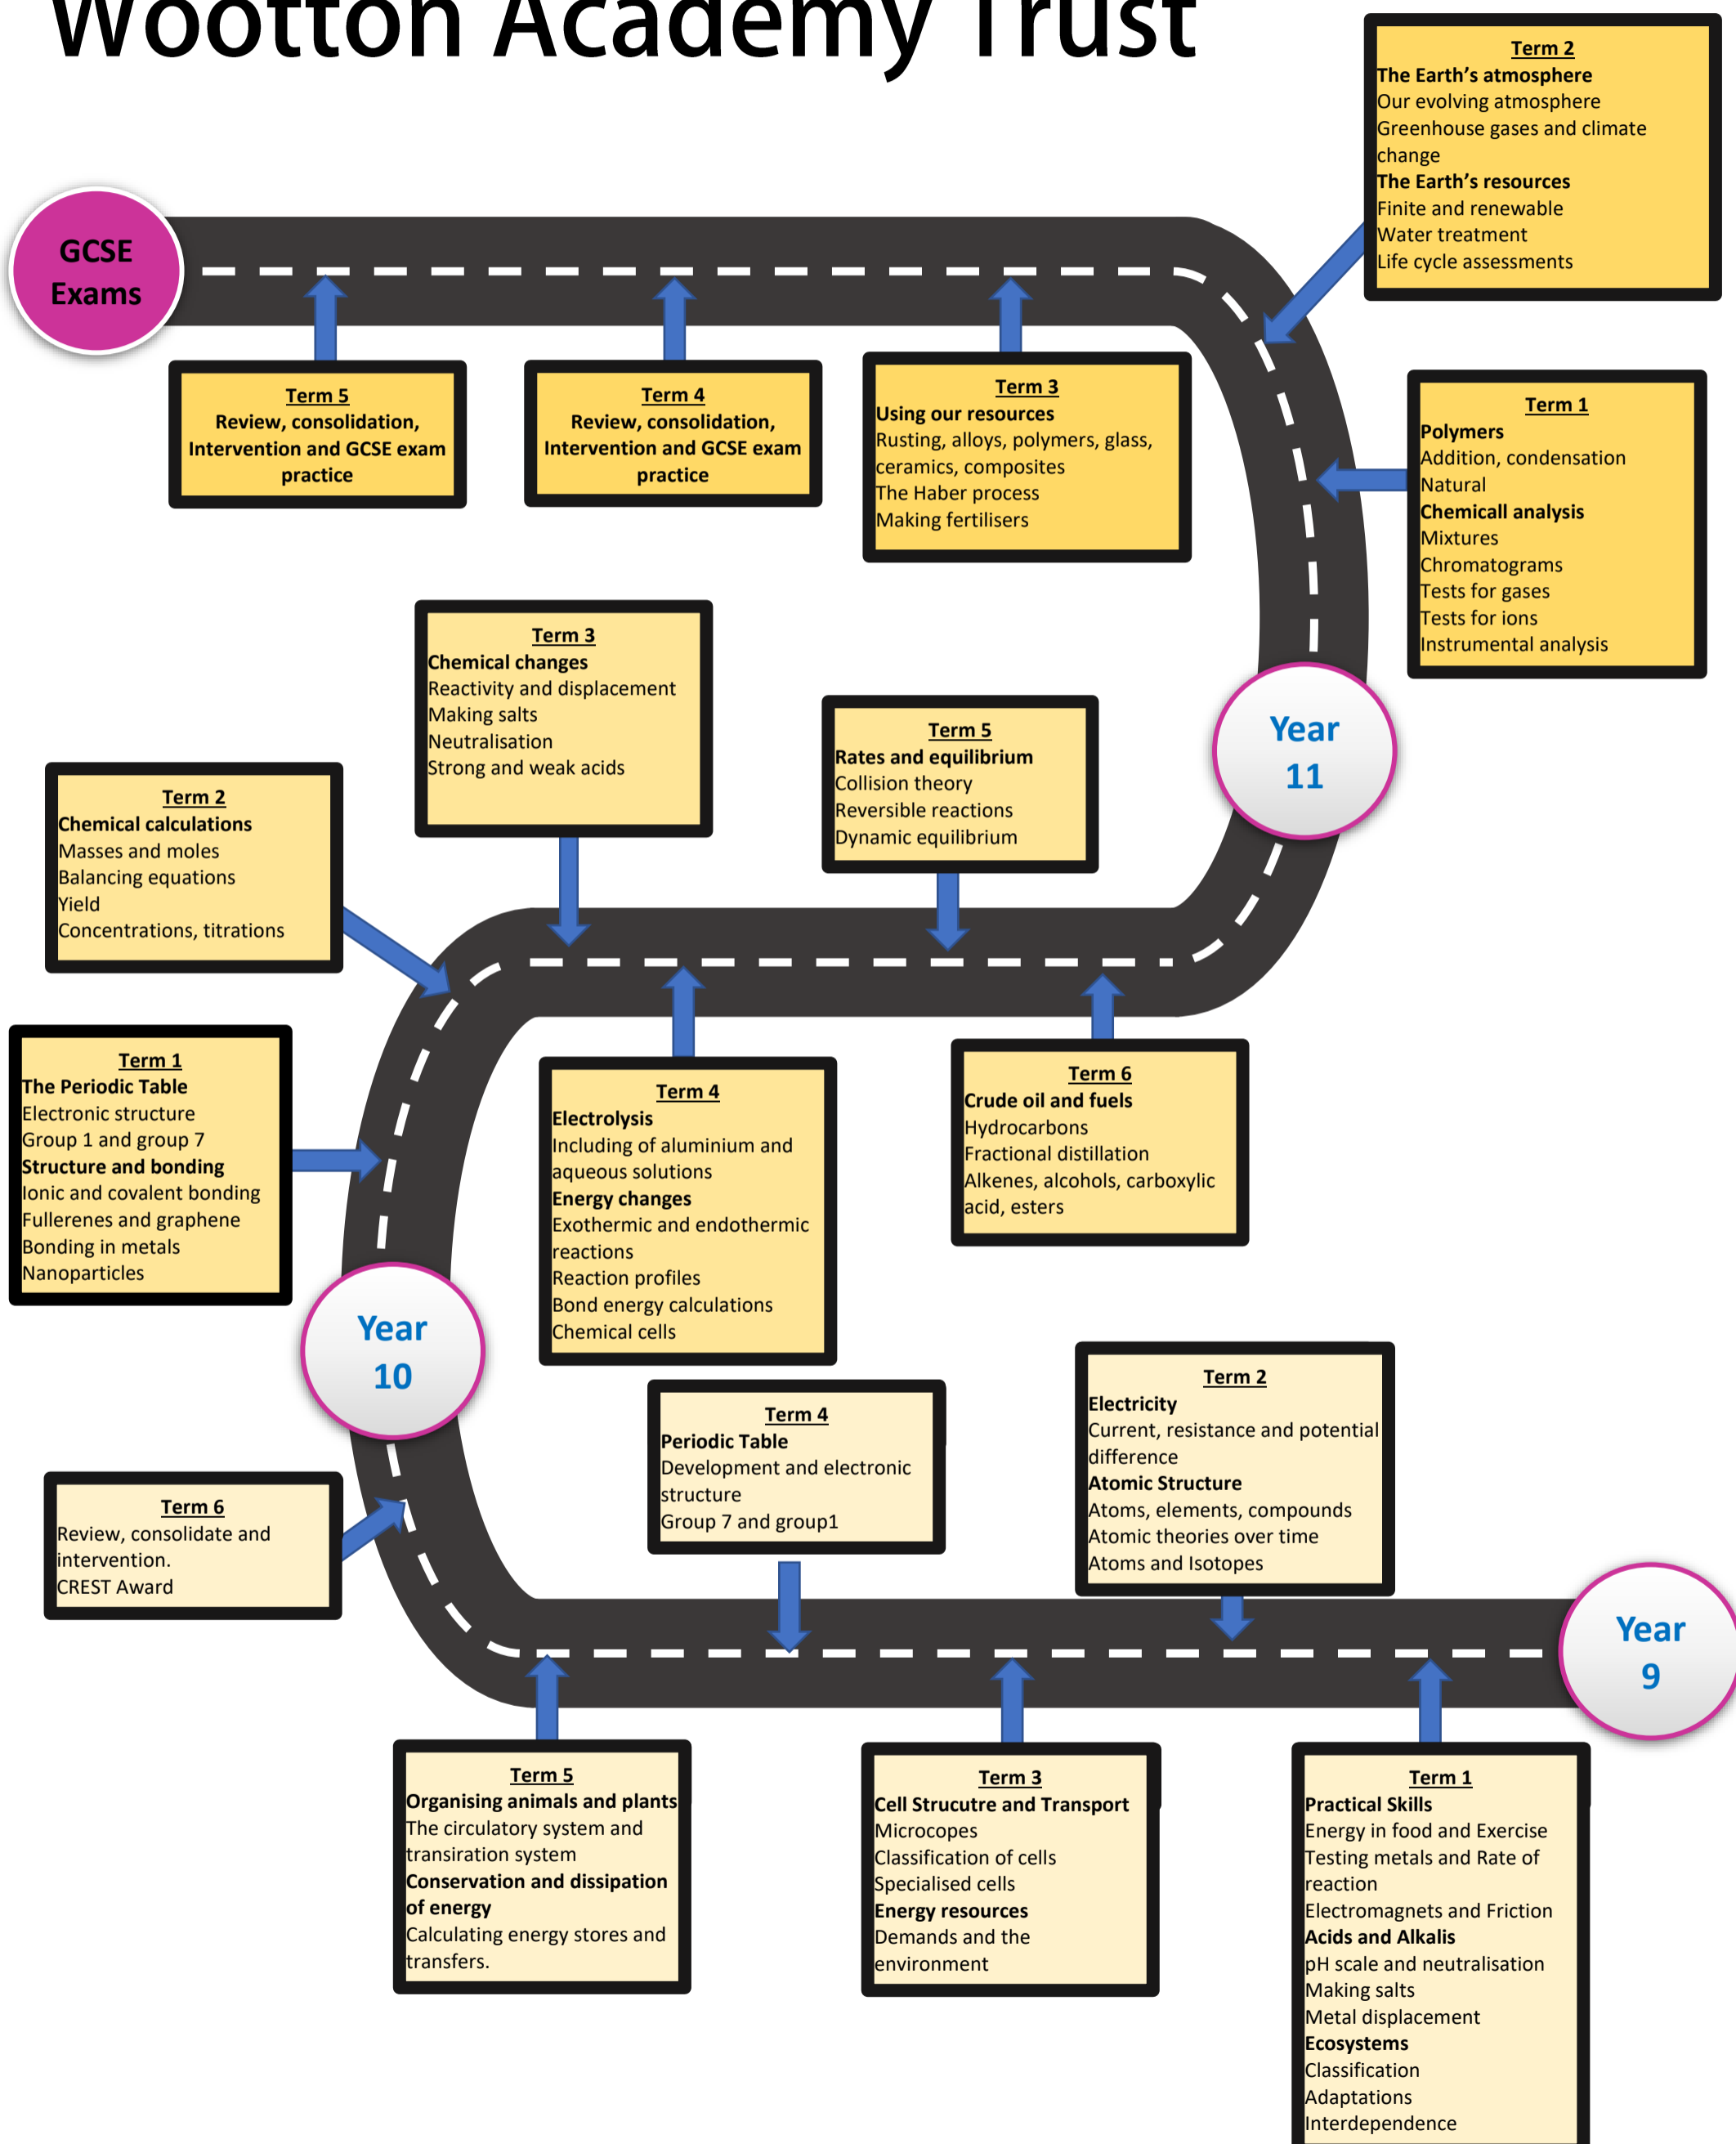 Wootton Academy Trust
Term 2
The Earth's atmosphere
Our evolving atmosphere
Greenhouse gases and climate
change
The Earth's resources
Finite and renewable
Water treatment
Life cycle assessments
GCSE
Exams
Term 5
Review, consolidation,
Intervention and GCSE exam
practice
Term 4
Review, consolidation,
Intervention and GCSE exam
practice
Term 3
Using our resources
Rusting, alloys, polymers, glass,
ceramics, composites
The Haber process
Making fertilisers
Term 1
Polymers
Addition, condensation
Natural
Chemicall analysis
Mixtures
Chromatograms
Tests for gases
Tests for ions
Instrumental analysis
Year
11
Term 3
Chemical changes
Reactivity and displacement
Making salts
Neutralisation
Strong and weak acids
Term 5
Rates and equilibrium
Collision theory
Reversible reactions
Dynamic equilibrium
Term 2
Chemical calculations
Masses and moles
Balancing equations
Yield
Concentrations, titrations
Term 1
The Periodic Table
Electronic structure
Group 1 and group 7
Structure and bonding
Ionic and covalent bonding
Fullerenes and graphene
Bonding in metals
Nanoparticles
Term 4
Electrolysis
Including of aluminium and
aqueous solutions
Energy changes
Exothermic and endothermic
reactions
Reaction profiles
Bond energy calculations
Chemical cells
Term 6
Crude oil and fuels
Hydrocarbons
Fractional distillation
Alkenes, alcohols, carboxylic
acid, esters
Year
10
Term 4
Periodic Table
Development and electronic
structure
Group 7 and group1
Term 2
Electricity
Current, resistance and potential
difference
Atomic Structure
Atoms, elements, compounds
Atomic theories over time
Atoms and Isotopes
Term 6
Review, consolidate and
intervention.
CREST Award
Year
9
Term 5
Organising animals and plants
The circulatory system and
transiration system
Conservation and dissipation
of energy
Calculating energy stores and
transfers.
Term 3
Cell Strucutre and Transport
Microcopes
Classification of cells
Specialised cells
Energy resources
Demands and the
environment
Term 1
Practical Skills
Energy in food and Exercise
Testing metals and Rate of
reaction
Electromagnets and Friction
Acids and Alkalis
pH scale and neutralisation
Making salts
Metal displacement
Ecosystems
Classification
Adaptations
Interdependence